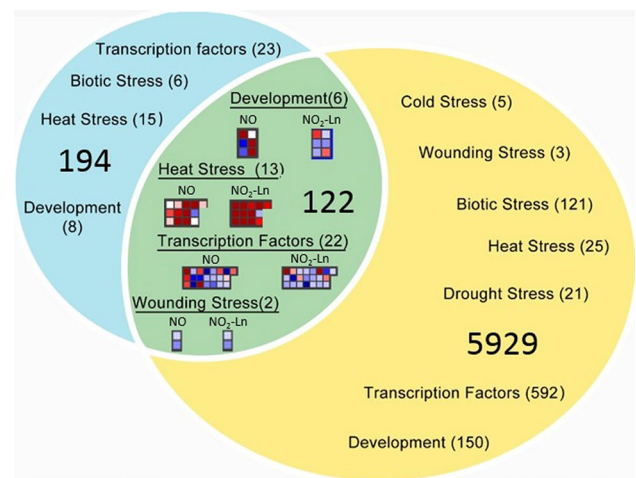 Transcription factors (23)
Biotic Stress (6)
Heat Stress (15)
194
Development
(8)
Development(6)
NO NO₂-Ln
Heat Stress (13)
NO NO₂-Ln
122
Transcription Factors (22)
NO NO₂-Ln
Wounding Stress(2)
NO NO₂-Ln
Cold Stress (5)
Wounding Stress (3)
Biotic Stress (121)
Heat Stress (25)
Drought Stress (21)
5929
Transcription Factors (592)
Development (150)